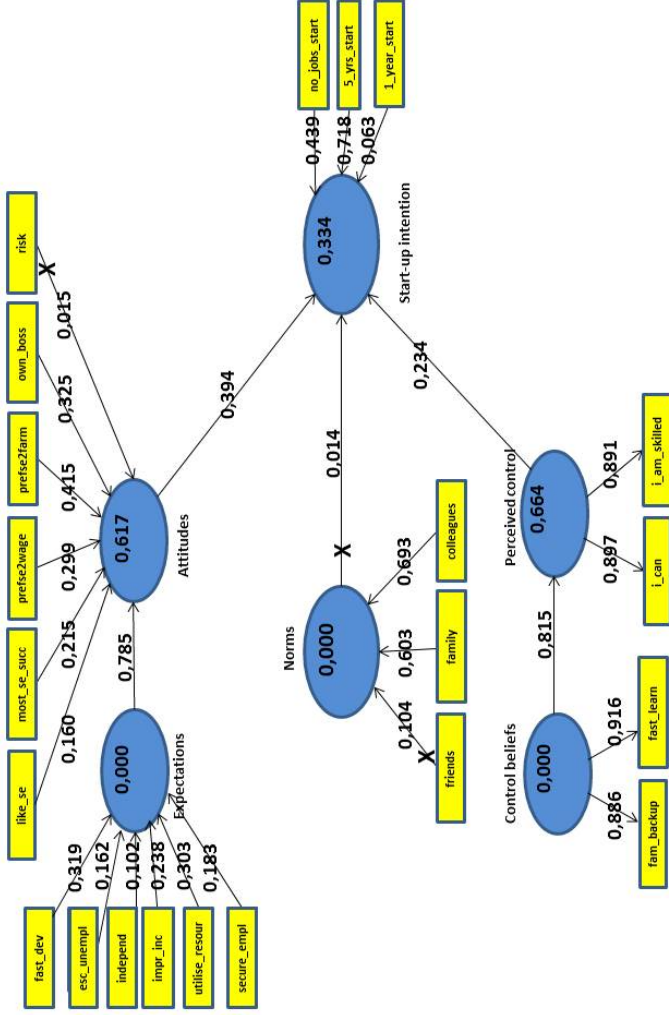 like_se
most_se_succ
prefse2wage
prefse2farm
own_boss
risk
X
0,160
0,215
0,299
0,415
0,325
0,015
fast_dev
esc_unempl
independ
impr_inc
utilise_resour
secure_empl
0,319
0,162
0,102
0,238
0,303
0,183
0,000
Expectations
0,785
0,617
Attitudes
0,394
no_jobs_start
5_yrs_start
1_year_start
0,439
0,718
0,063
0,334
Start-up intention
Norms
0,000
X
0,014
0,104
X
0,603
0,693
friends
family
colleagues
0,234
Control beliefs
0,000
0,815
Perceived control
0,664
0,886
0,916
0,897
0,891
fam_backup
fast_learn
i_can
i_am_skilled